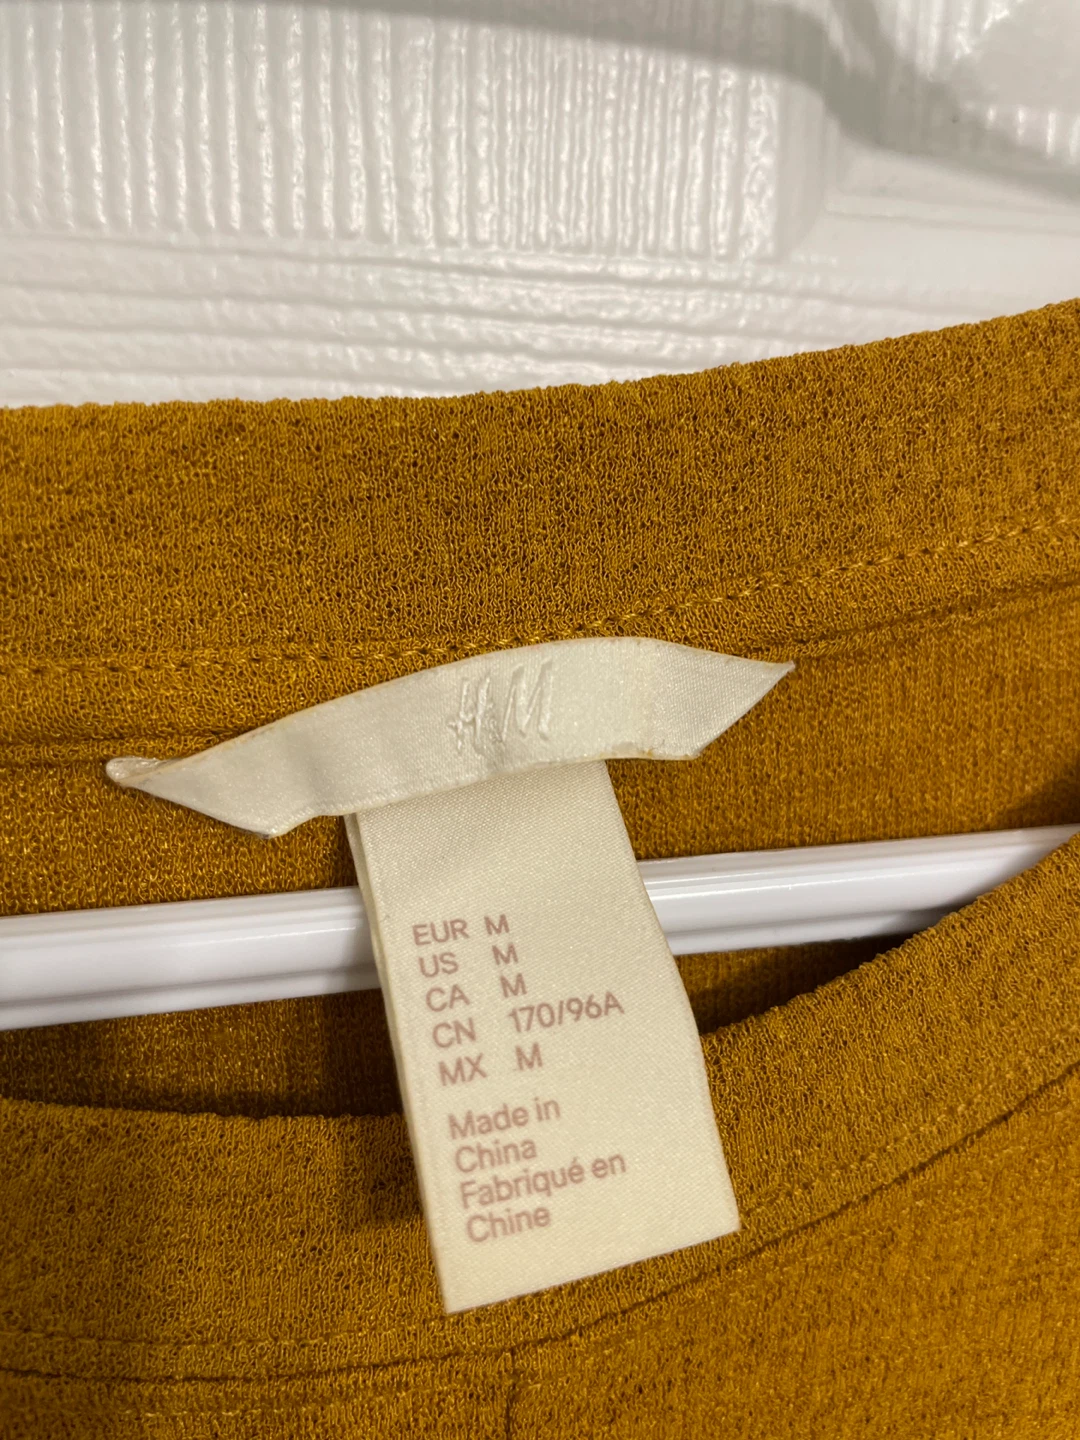 H&M
EUR M
US M
CA M
CN 170/96A
MX M
Made in
China
Fabriqué en
Chine